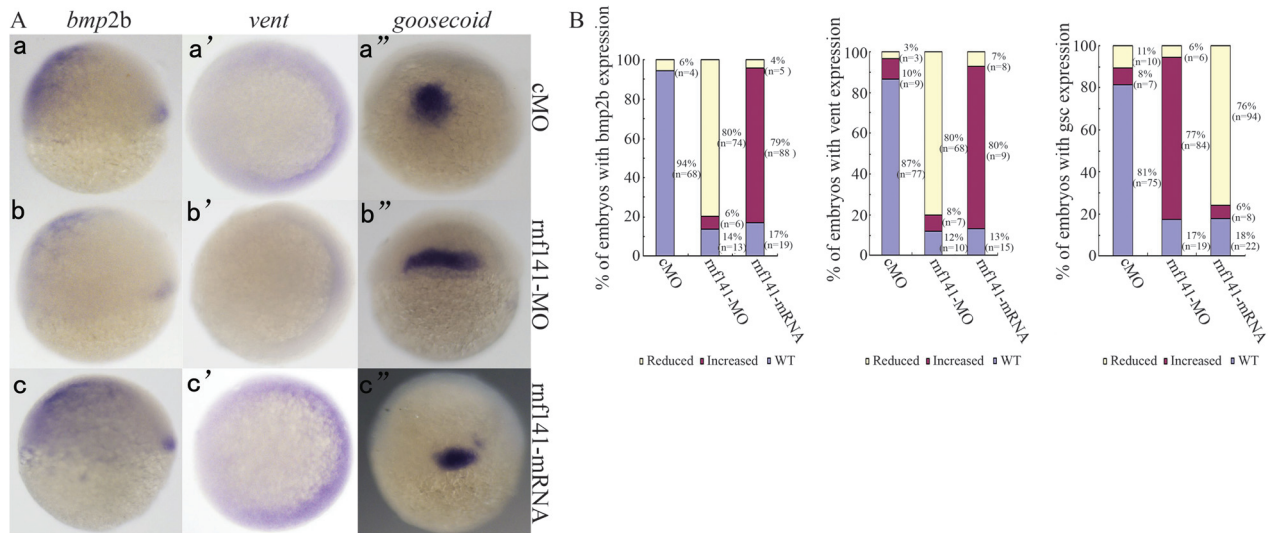 A
bmp2b
vent
goosecoid
a
a’
a”
cMO
b
b’
b”
rnf141-MO
c
c’
c”
rnf141-mRNA
B
% of embryos with bmp2b expression
100
80
60
40
20
0
6%
(n=4)
94%
(n=68)
80%
(n=74)
6%
(n=6)
14%
(n=13)
4%
(n=5 )
79%
(n=88 )
17%
(n=19)
cMO
rnf141-MO
rnf141-mRNA
Reduced Increased WT
% of embryos with vent expression
100
80
60
40
20
0
3%
(n=3)
10%
(n=9)
87%
(n=77)
80%
(n=68)
8%
(n=7)
12%
(n=10)
7%
(n=8)
80%
(n=9)
13%
(n=15)
cMO
rnf141-MO
rnf141-mRNA
Reduced Increased WT
% of embryos with gsc expression
100
80
60
40
20
0
11%
(n=10)
8%
(n=7)
81%
(n=75)
6%
(n=6)
77%
(n=84)
17%
(n=19)
76%
(n=94)
6%
(n=8)
18%
(n=22)
cMO
rnf141-MO
rnf141-mRNA
Reduced Increased WT